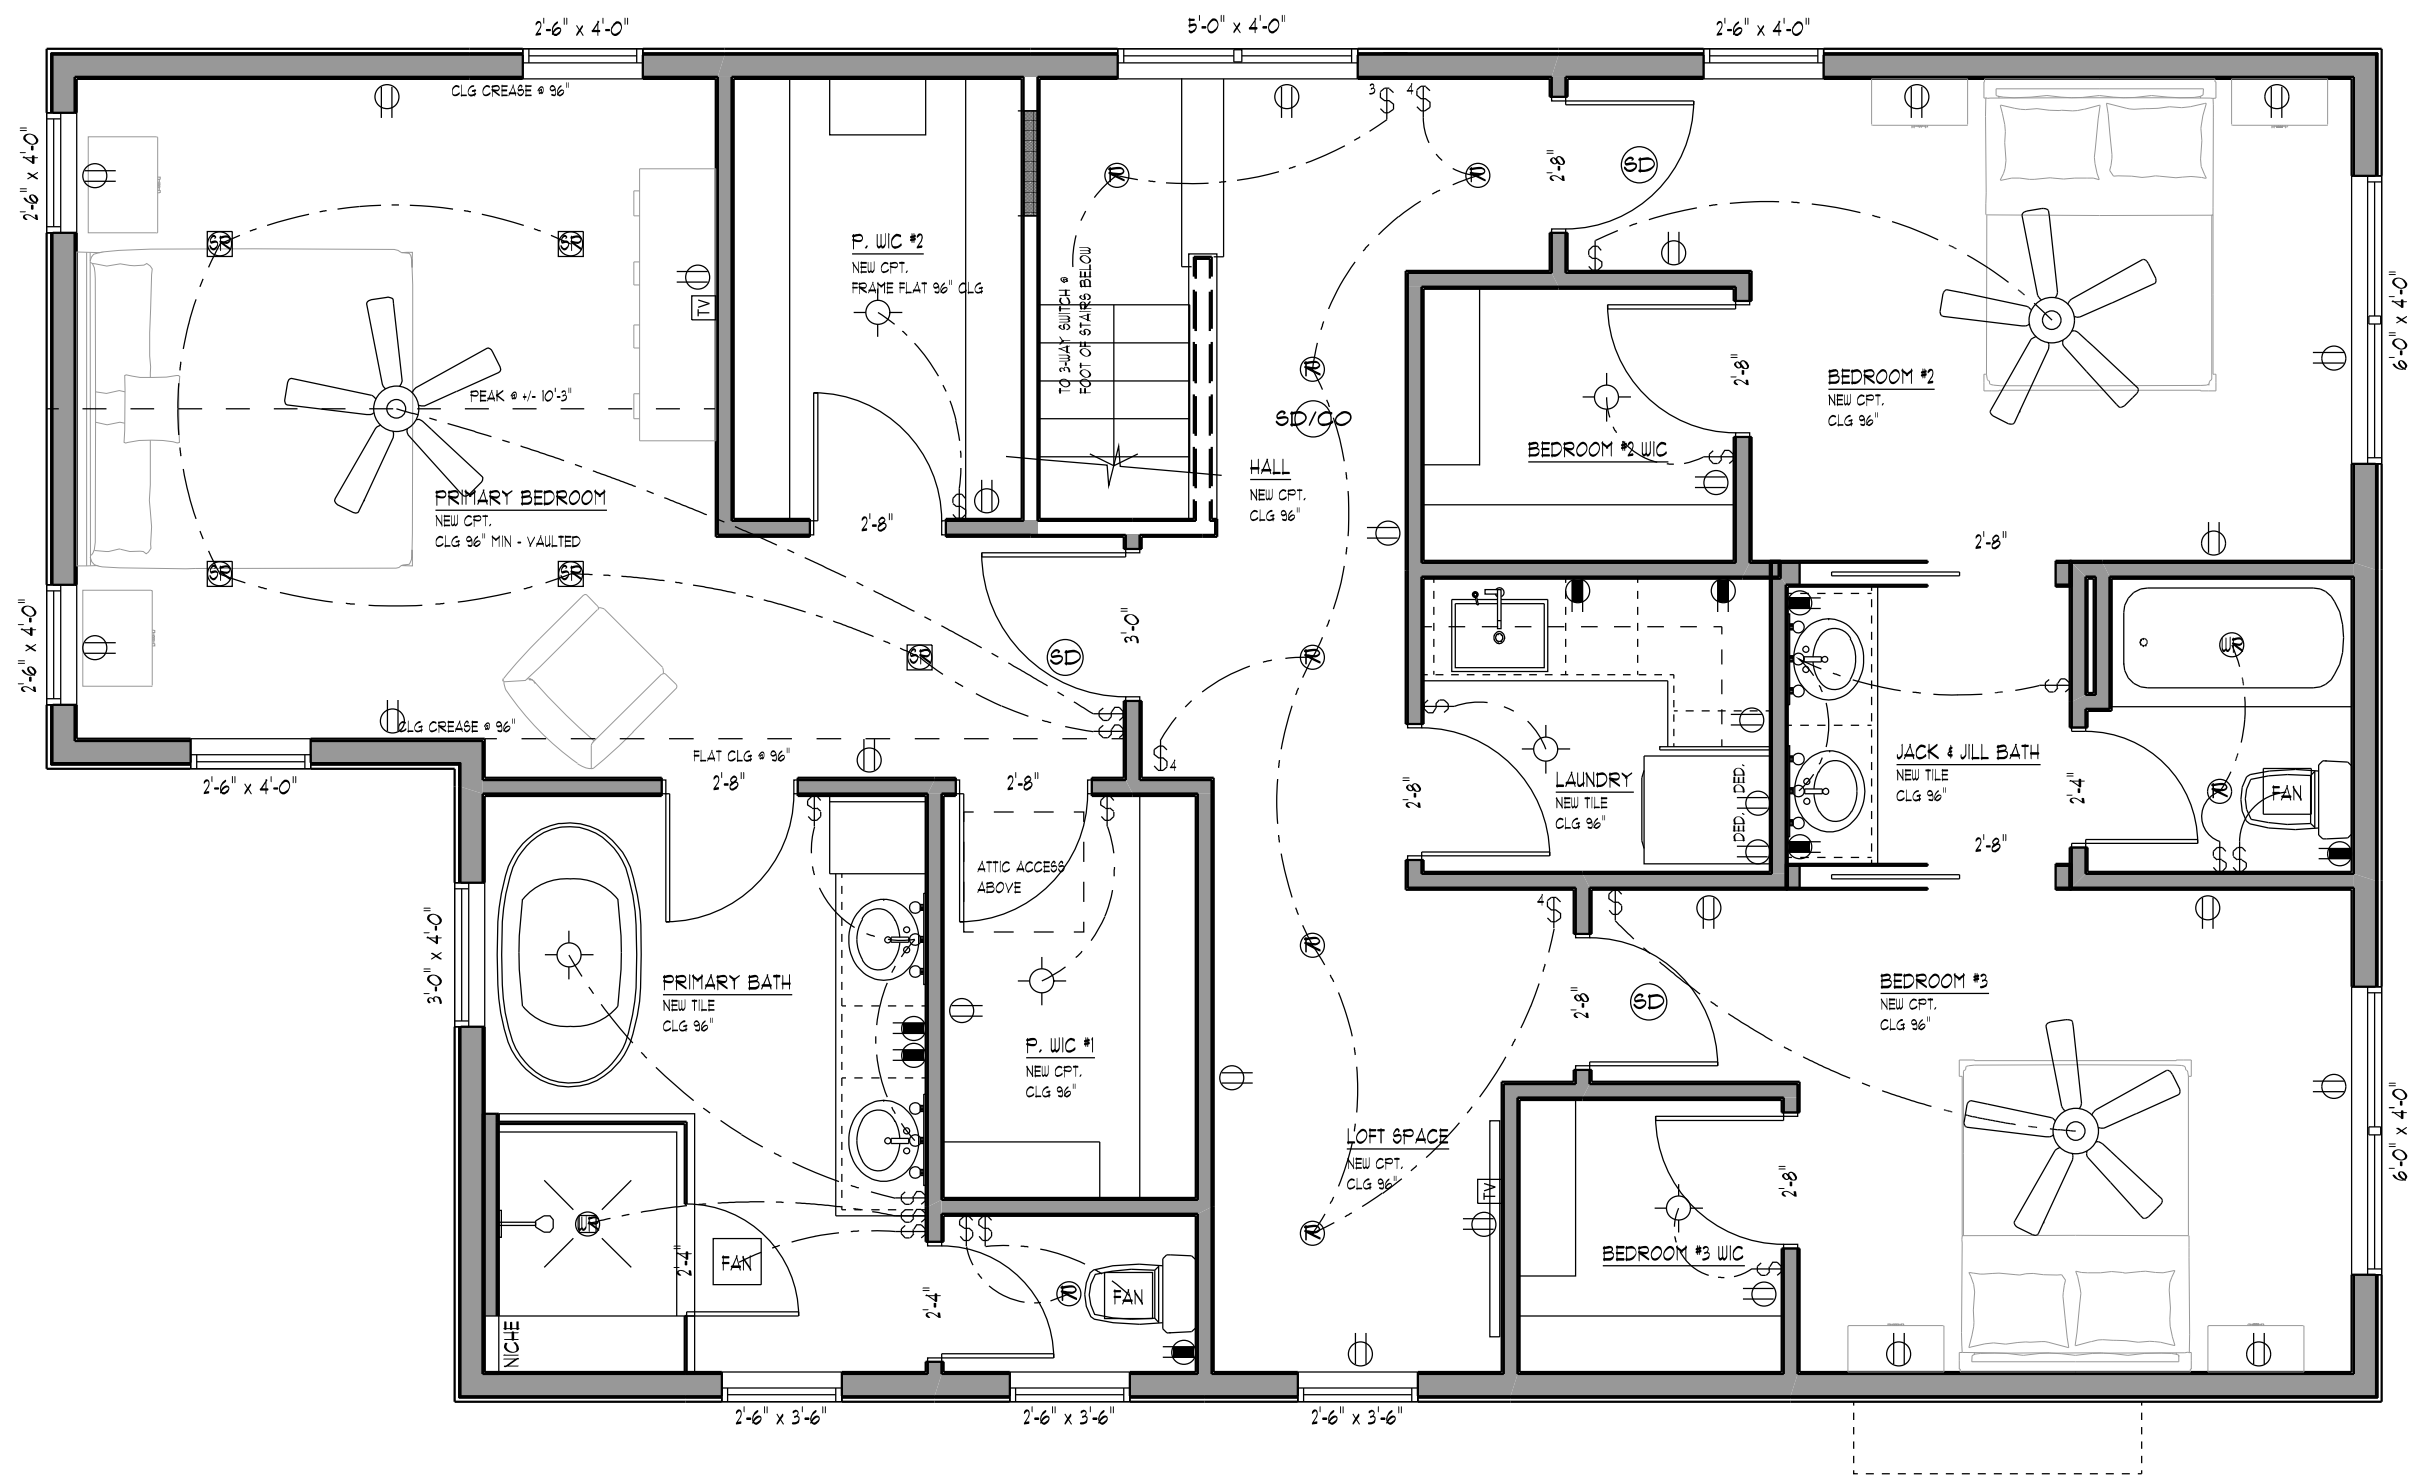 2'-6" x 4'-0"
5'-0" x 4'-0"
2'-6" x 4'-0"
CLG CREASE @ 96"
3
4
2'-6" x 4'-0"
2'-8"
SD
SR
SR
P. WIC #2
NEW CPT.
FRAME FLAT 96" CLG
TV
TO 3-WAY SWITCH @
FOOT OF STAIRS BELOW
6'-0" x 4'-0"
PEAK @ +/- 10'-3"
2'-8"
BEDROOM #2
NEW CPT.
CLG 96"
SD/CO
BEDROOM #2 WIC
HALL
NEW CPT.
CLG 96"
PRIMARY BEDROOM
NEW CPT.
CLG 96" MIN - VAULTED
2'-8"
2'-8"
SR
SR
2'-6" x 4'-0"
3'-0"
SD
SR
CLG CREASE @ 96"
FLAT CLG @ 96"
4
2'-6" x 4'-0"
2'-8"
2'-8"
2'-8"
LAUNDRY
NEW TILE
CLG 96"
DED.
DED.
JACK & JILL BATH
NEW TILE
CLG 96"
2'-4"
FAN
2'-8"
ATTIC ACCESS
ABOVE
4
3'-0" x 4'-0"
PRIMARY BATH
NEW TILE
CLG 96"
2'-8"
SD
BEDROOM #3
NEW CPT.
CLG 96"
P. WIC #1
NEW CPT.
CLG 96"
LOFT SPACE
NEW CPT.
CLG 96"
TV
2'-8"
6'-0" x 4'-0"
BEDROOM #3 WIC
2'-4"
FAN
2'-4"
FAN
NICHE
2'-6" x 3'-6"
2'-6" x 3'-6"
2'-6" x 3'-6"